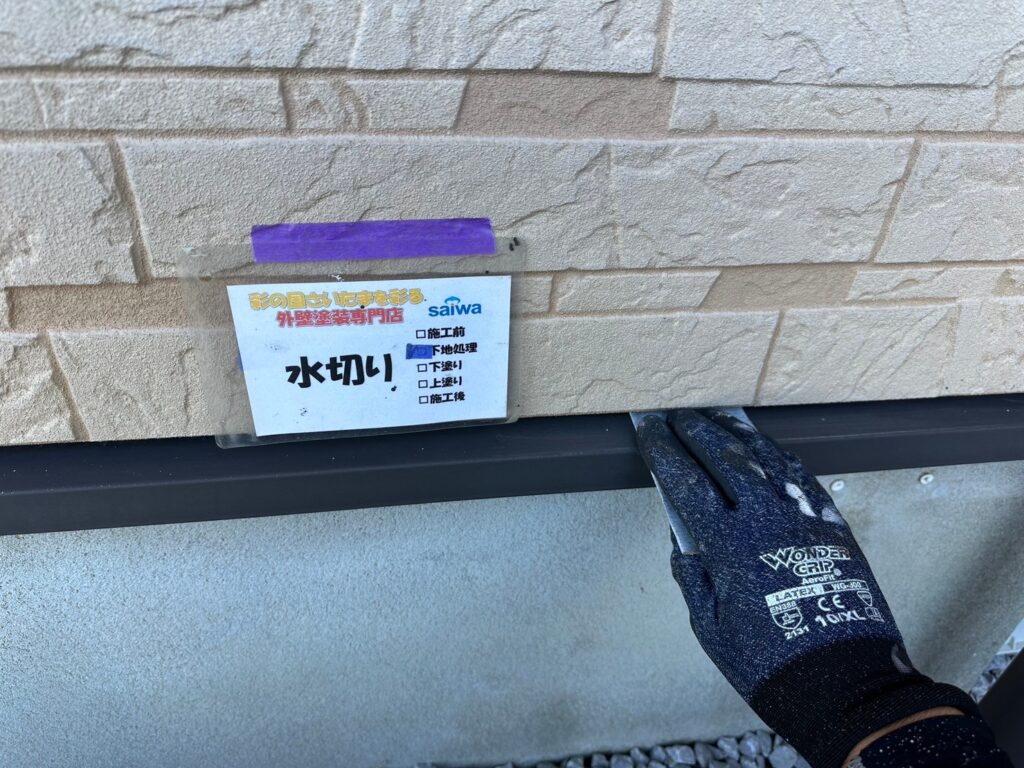 彩の国さいたまを彩る
外壁塗装専門店
saiwa
水切り
□施工前
下地処理
□下塗り
□上塗り
□施工後
WONDER
GRIP®
AeroFit
LATEX WG-300
EN388
CE
2131
10/XL